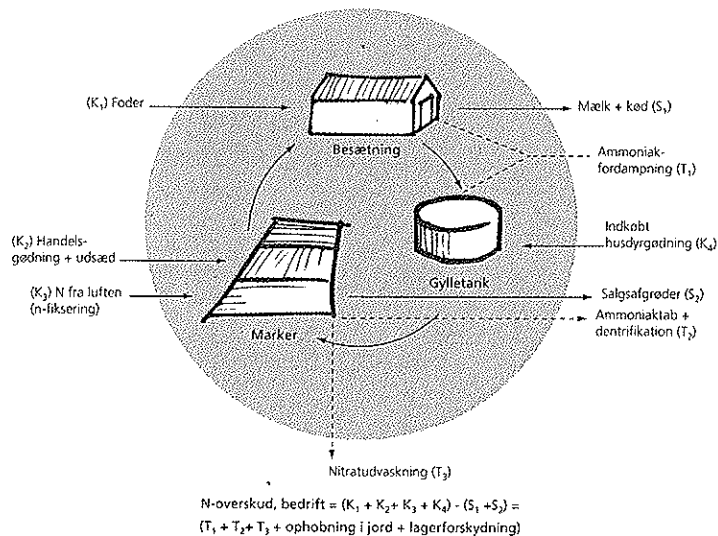 (K₁) Foder
Mælk + kød (S₁)
Besætning
Ammoniak-
fordampning (T₁)
(K₂) Handels-
gødning + udsæd
Indkøbt
husdyrgødning (K₄)
Gylletank
(K₃) N fra luften
(n-fiksering)
Salgsafgrøder (S₂)
Marker
Ammoniaktab +
dentrifikation (T₂)
Nitratudvaskning (T₃)
N-overskud, bedrift = (K₁ + K₂+ K₃ + K₄) - (S₁ +S₂) =
(T₁ + T₂+ T₃ + ophobning i jord + lagerforskydning)